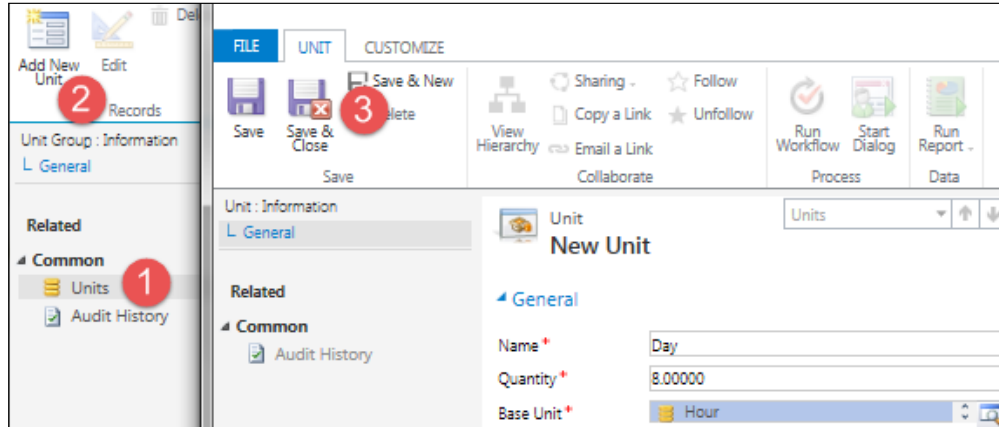 Del
Add New
Unit
Edit
2
Records
Unit Group : Information
General
Related
Common
Units
1
Audit History
FILE
UNIT
CUSTOMIZE
Save
Save &
Close
Save & New
3
elete
Save
View
Hierarchy
Sharing
Copy a Link
Email a Link
Follow
Unfollow
Collaborate
Run
Workflow
Start
Dialog
Process
Run
Report
Data
Unit : Information
General
Related
Common
Audit History
Unit
New Unit
Units
General
Name *
Day
Quantity *
8.00000
Base Unit *
Hour